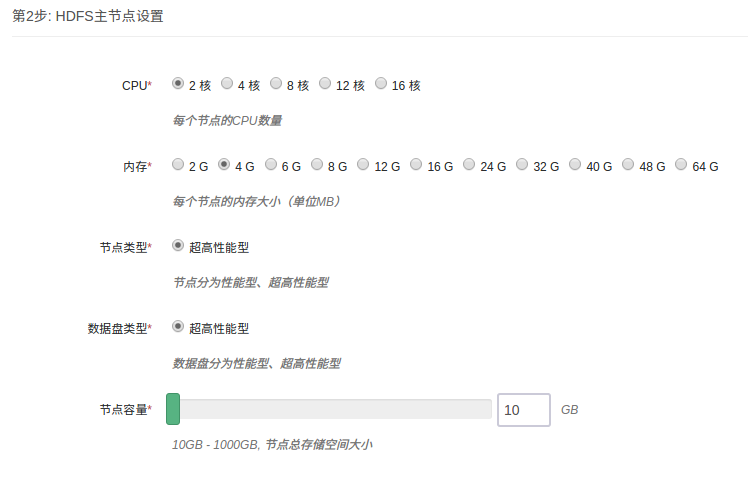 第2步: HDFS主节点设置
CPU* 2 核 4 核 8 核 12 核 16 核
每个节点的CPU数量
内存* 2 G 4 G 6 G 8 G 12 G 16 G 24 G 32 G 40 G 48 G 64 G
每个节点的内存大小（单位MB）
节点类型* 超高性能型
节点分为性能型、超高性能型
数据盘类型* 超高性能型
数据盘分为性能型、超高性能型
节点容量* 10 GB
10GB - 1000GB, 节点总存储空间大小